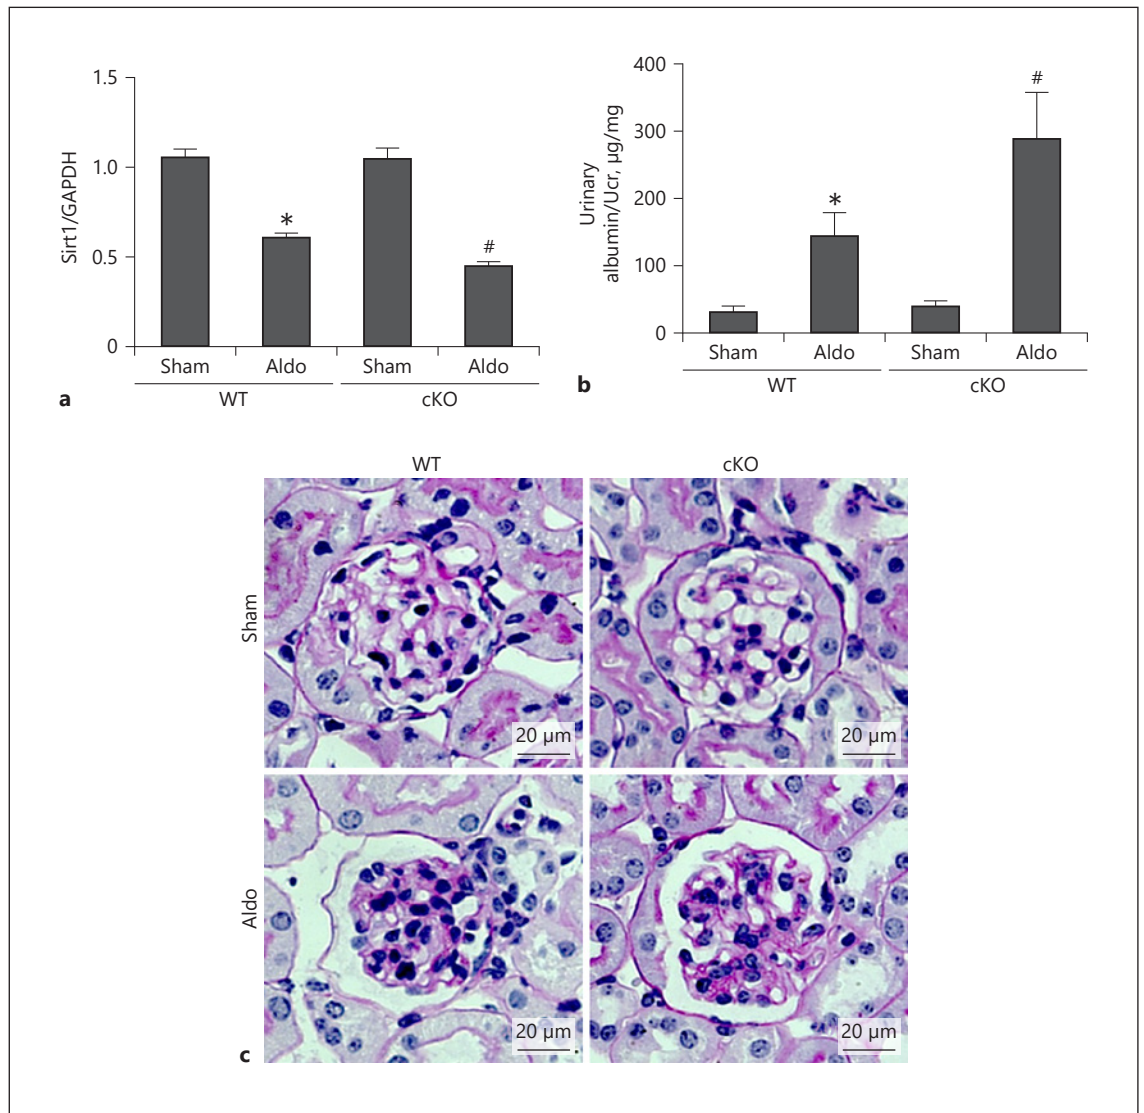 1.5
1.0
0.5
0
Sirt1/GAPDH
*
#
Sham Aldo Sham Aldo
WT cKO
a
400
300
200
100
0
Urinary
albumin/Ucr, µg/mg
*
#
Sham Aldo Sham Aldo
WT cKO
b
WT cKO
Sham
20 µm 20 µm
Aldo
20 µm 20 µm
c